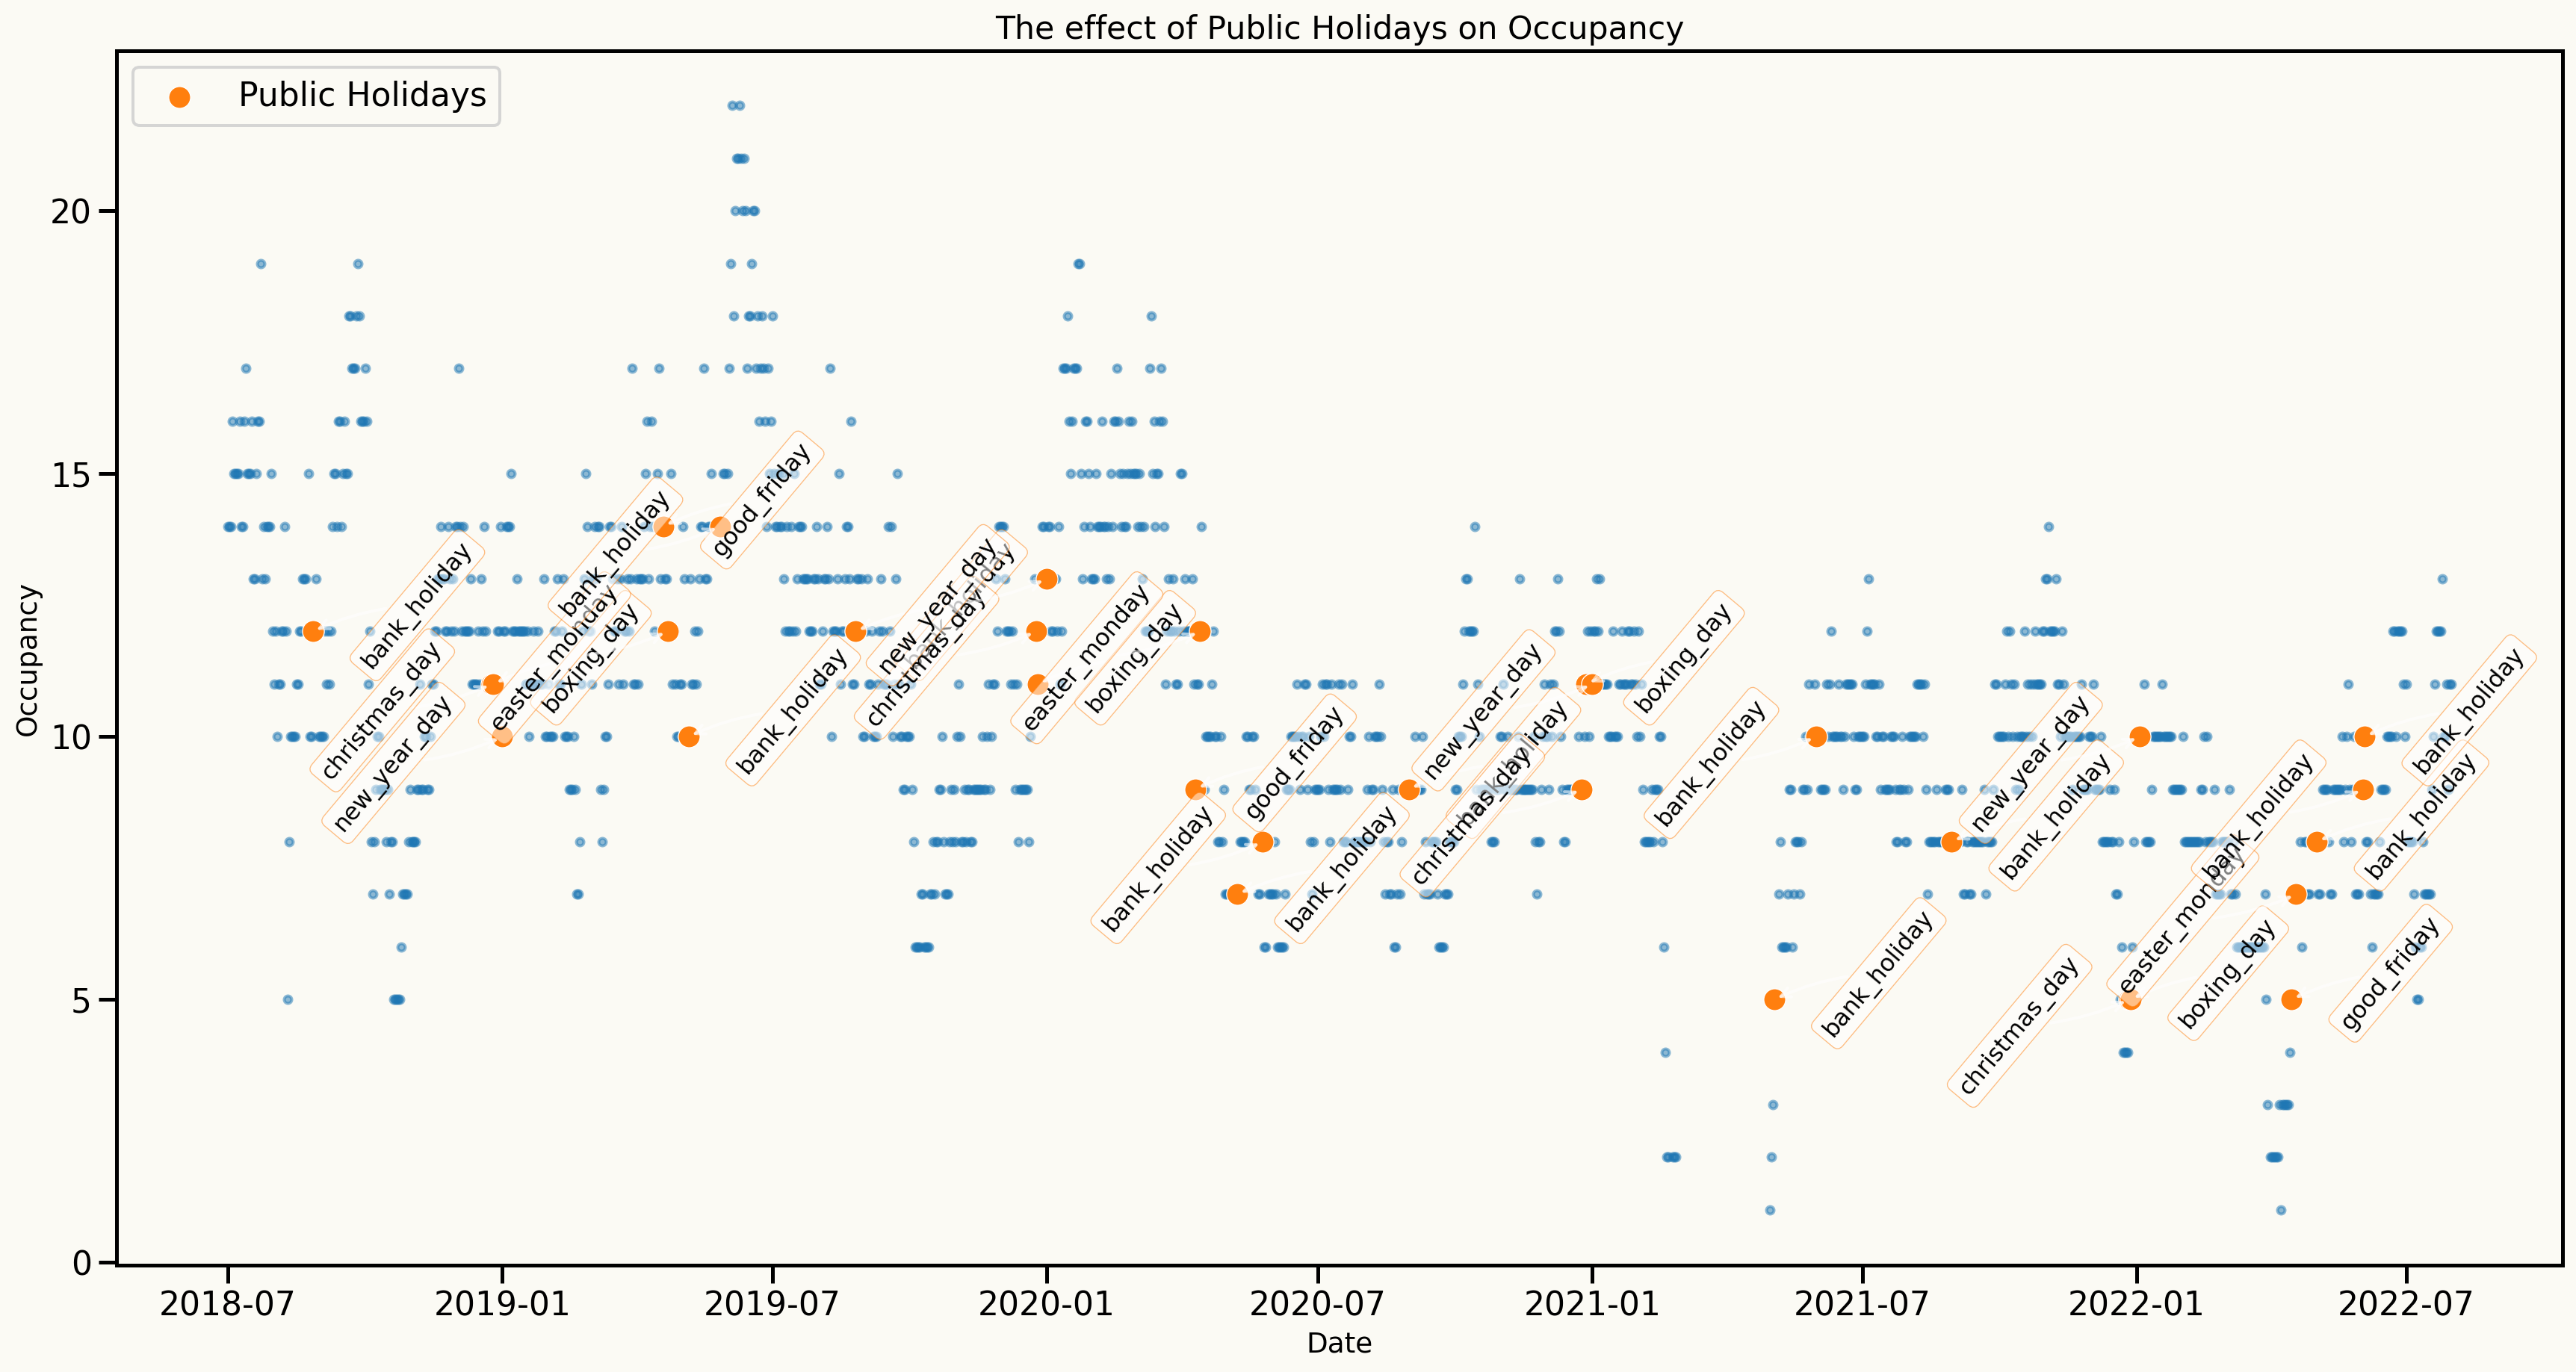 The effect of Public Holidays on Occupancy
Public Holidays
Occupancy
20
15
10
5
0
bank_holiday
christmas_day
new_year_day
bank_holiday
easter_monday
boxing_day
good_friday
bank_holiday
new_year_day
christmas_day
easter_monday
boxing_day
bank_holiday
good_friday
bank_holiday
new_year_day
christmas_day
boxing_day
bank_holiday
bank_holiday
christmas_day
new_year_day
bank_holiday
easter_monday
bank_holiday
boxing_day
good_friday
bank_holiday
bank_holiday
2018-07
2019-01
2019-07
2020-01
2020-07
2021-01
2021-07
2022-01
2022-07
Date